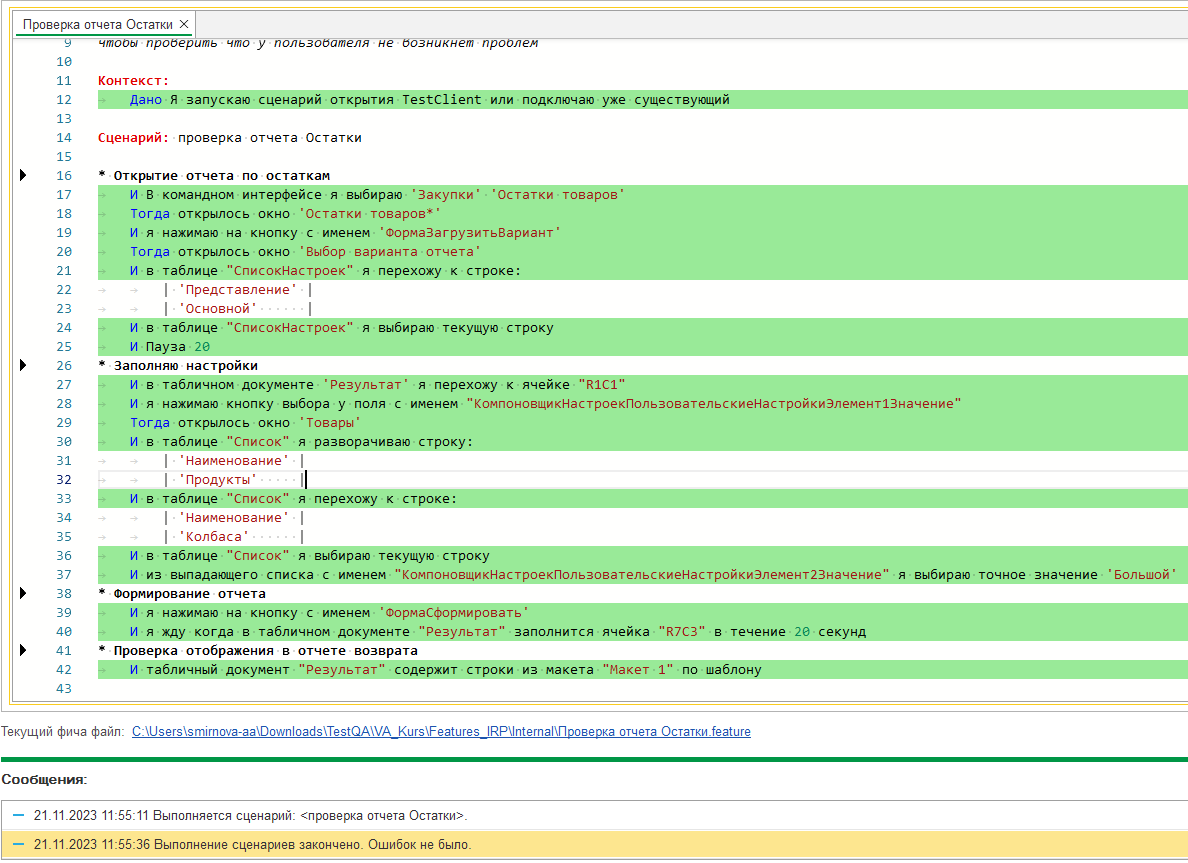 Проверка отчета Остатки ×
9 чтобы проверить что у пользователя не возникнет проблем
10
11 Контекст:
12 Дано Я запускаю сценарий открытия TestClient или подключаю уже существующий
13
14 Сценарий: проверка отчета Остатки
15
16 * Открытие отчета по остаткам
17 И В командном интерфейсе я выбираю 'Закупки' 'Остатки товаров'
18 Тогда открылось окно 'Остатки товаров*'
19 И я нажимаю на кнопку с именем 'ФормаЗагрузитьВариант'
20 Тогда открылось окно 'Выбор варианта отчета'
21 И в таблице "СписокНастроек" я перехожу к строке:
22 | 'Представление' |
23 | 'Основной' |
24 И в таблице "СписокНастроек" я выбираю текущую строку
25 И Пауза 20
26 * Заполняю настройки
27 И в табличном документе 'Результат' я перехожу к ячейке "R1C1"
28 И я нажимаю кнопку выбора у поля с именем "КомпоновщикНастроекПользовательскиеНастройкиЭлемент1Значение"
29 Тогда открылось окно 'Товары'
30 И в таблице "Список" я разворачиваю строку:
31 | 'Наименование' |
32 | 'Продукты' |
33 И в таблице "Список" я перехожу к строке:
34 | 'Наименование' |
35 | 'Колбаса' |
36 И в таблице "Список" я выбираю текущую строку
37 И из выпадающего списка с именем "КомпоновщикНастроекПользовательскиеНастройкиЭлемент2Значение" я выбираю точное значение 'Большой'
38 * Формирование отчета
39 И я нажимаю на кнопку с именем 'ФормаСформировать'
40 И я жду когда в табличном документе "Результат" заполнится ячейка "R7C3" в течение 20 секунд
41 * Проверка отображения в отчете возврата
42 И табличный документ "Результат" содержит строки из макета "Макет 1" по шаблону
43
Текущий фича файл: C:\Users\smirnova-aa\Downloads\TestQA\VA_Kurs\Features_IRP\Internal\Проверка отчета Остатки.feature
Сообщения:
21.11.2023 11:55:11 Выполняется сценарий: <проверка отчета Остатки>.
21.11.2023 11:55:36 Выполнение сценариев закончено. Ошибок не было.